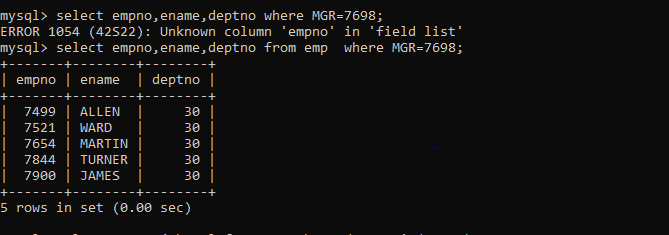 mysql> select empno,ename,deptno where MGR=7698;
ERROR 1054 (42S22): Unknown column 'empno' in 'field list'
mysql> select empno,ename,deptno from emp  where MGR=7698;
+-------+--------+--------+
| empno | ename  | deptno |
+-------+--------+--------+
|  7499 | ALLEN  |     30 |
|  7521 | WARD   |     30 |
|  7654 | MARTIN |     30 |
|  7844 | TURNER |     30 |
|  7900 | JAMES  |     30 |
+-------+--------+--------+
5 rows in set (0.00 sec)